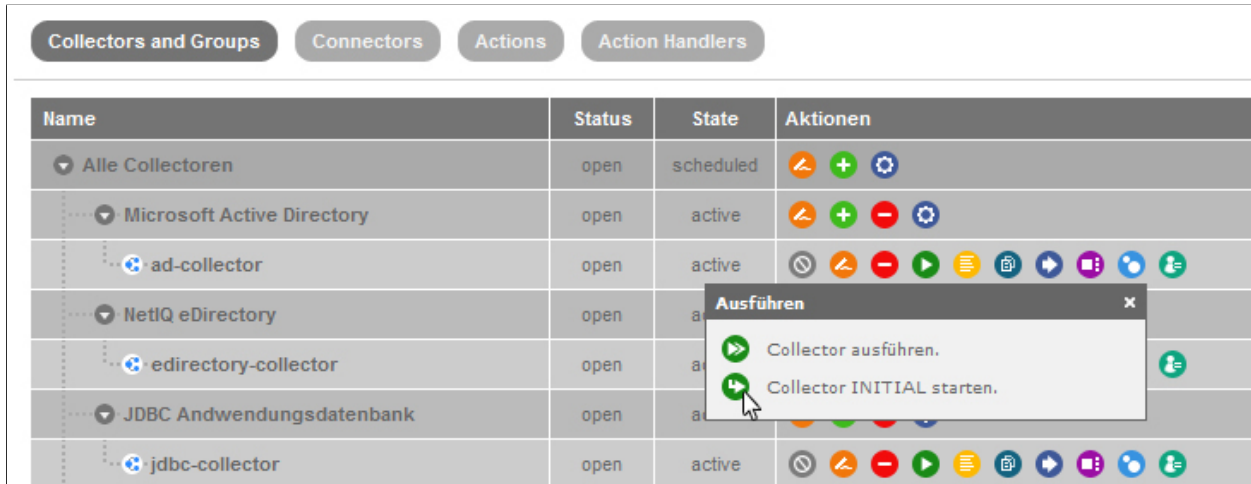 Collectors and Groups Connectors Actions Action Handlers
Name Status State Aktionen
Alle Collectoren open scheduled
Microsoft Active Directory open active
ad-collector open active
Ausführen x
NetIQ eDirectory open
Collector ausführen.
edirectory-collector open
Collector INITIAL starten.
JDBC Andwendungsdatenbank open
jdbc-collector open active